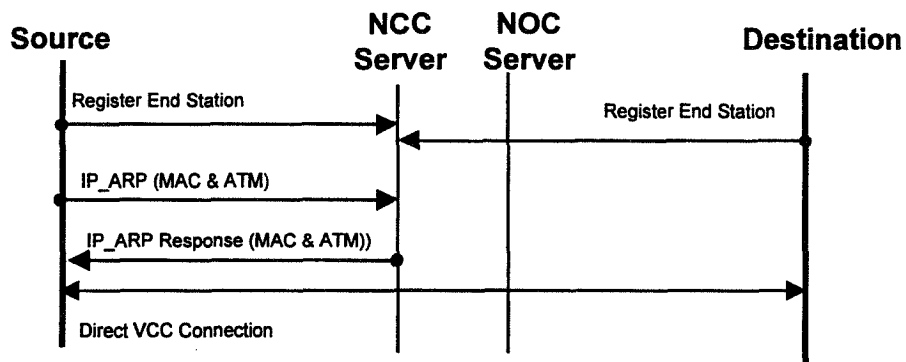 Source
NCC
Server
NOC
Server
Destination
Register End Station
Register End Station
IP_ARP (MAC & ATM)
IP_ARP Response (MAC & ATM))
Direct VCC Connection